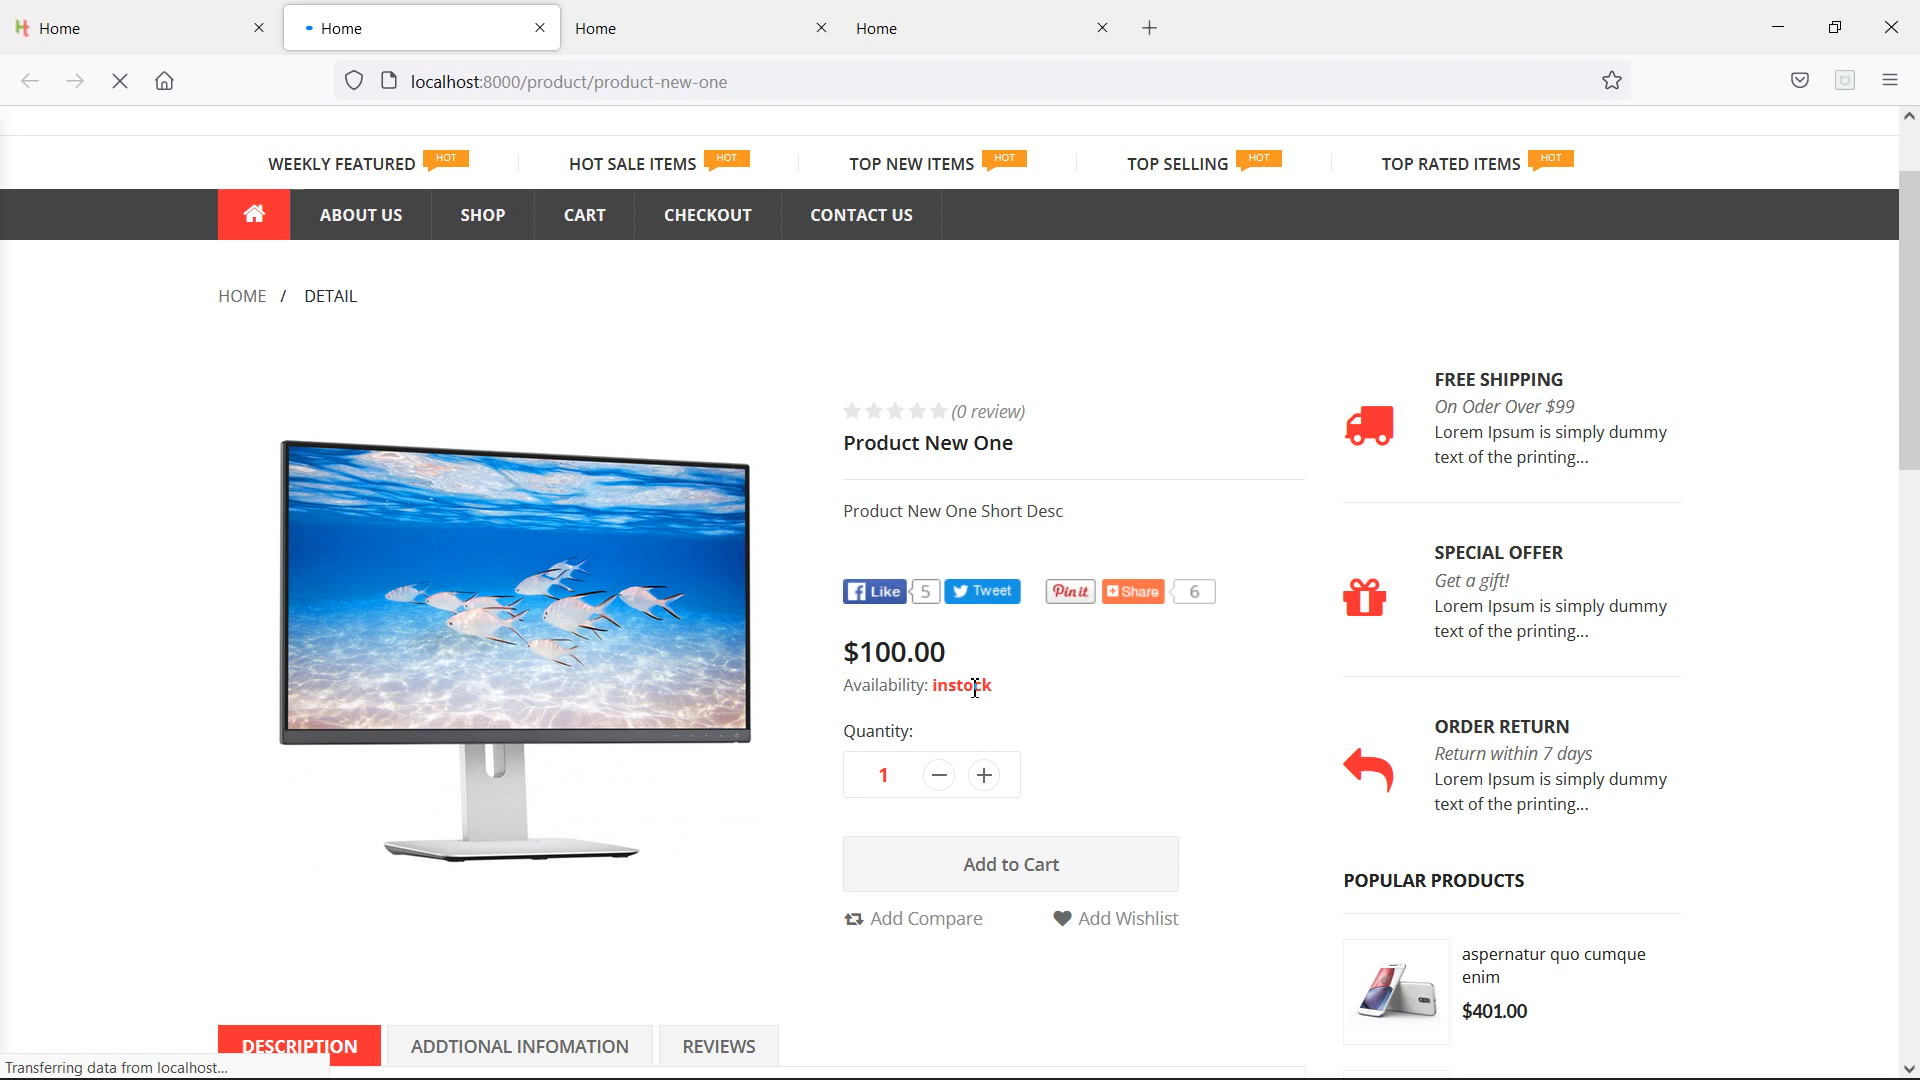 Home
Home
Home
Home
localhost:8000/product/product-new-one
WEEKLY FEATURED HOT
HOT SALE ITEMS HOT
TOP NEW ITEMS HOT
TOP SELLING HOT
TOP RATED ITEMS HOT
ABOUT US
SHOP
CART
CHECKOUT
CONTACT US
HOME / DETAIL
(0 review)
Product New One
Product New One Short Desc
Like 5 Tweet Pin it Share 6
$100.00
Availability: instock
Quantity:
1
Add to Cart
Add Compare
Add Wishlist
FREE SHIPPING
On Oder Over $99
Lorem Ipsum is simply dummy
text of the printing...
SPECIAL OFFER
Get a gift!
Lorem Ipsum is simply dummy
text of the printing...
ORDER RETURN
Return within 7 days
Lorem Ipsum is simply dummy
text of the printing...
POPULAR PRODUCTS
aspernatur quo cumque
enim
$401.00
DESCRIPTION
ADDTIONAL INFOMATION
REVIEWS
Transferring data from localhost...